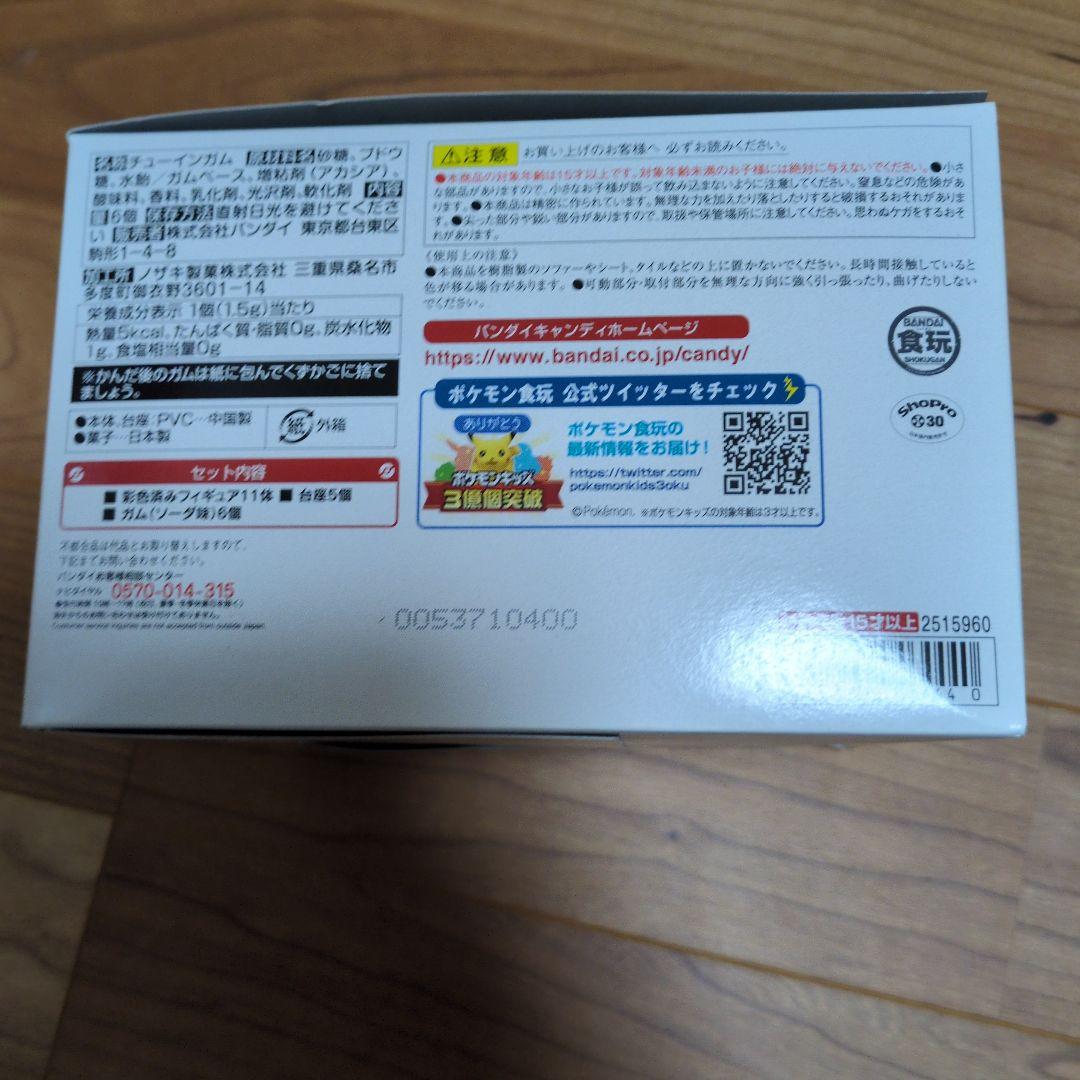 名称 チューインガム 原材料名 砂糖、ブドウ
糖、水飴／ガムベース、増粘剤(アカシア)、
酸味料、香料、乳化剤、光沢剤、軟化剤 内容
量 6個 保存方法 直射日光を避けてくださ
い 販売者 株式会社バンダイ 東京都台東区
駒形1-4-8
加工所 ノザキ製菓株式会社 三重県桑名市
多度町御衣野3601-14
栄養成分表示 1個(1.5g)当たり
熱量5kcal、たんぱく質・脂質0g、炭水化物
1g、食塩相当量0g
※かんだ後のガムは紙に包んでくずかごに捨て
ましょう。
●本体、台座：PVC…中国製
●菓子…日本製
紙 外箱
セット内容
■ 彩色済みフィギュア11体 ■ 台座5個
■ ガム(ソーダ味)6個
不都合品は代品とお取り替えしますので、
下記までお問い合わせください。
バンダイお客様相談センター
ナビダイヤル 0570-014-315
Customer service inquiries are not accepted from outside Japan.
⚠注意 お買い上げのお客様へ 必ずお読みください。
●本商品の対象年齢は15才以上です。対象年齢未満のお子様には絶対に与えないでください。●小さ
な部品がありますので、小さなお子様が誤って飲み込まないように注意してください。窒息などの危険があ
ります。●本商品は精密に作られています。無理な力を加えたり落としたりすると破損するおそれがありま
す。●尖った部分や鋭い部分がありますので、取扱や保管場所に注意してください。思わぬケガをするおそ
れがあります。
《使用上の注意》
●本商品を樹脂製のソファーやシート、タイルなどの上に置かないでください。長時間接触していると
色が移る場合があります。●可動部分・取付部分を無理な方向に強く引っ張ったり、曲げたりしない
でください。
バンダイキャンディホームページ
https://www.bandai.co.jp/candy/
BANDAI
食玩
SHOKUGAN
ShoPro
30
ポケモン食玩 公式ツイッターをチェック
ありがとう
ポケモンキッズ
3億個突破
ポケモン食玩の
最新情報をお届け！
https://twitter.com/
pokemonkids3oku
©Pokémon. ※ポケモンキッズの対象年齢は3才以上です。
0053710400
15才以上 2515960
4 0